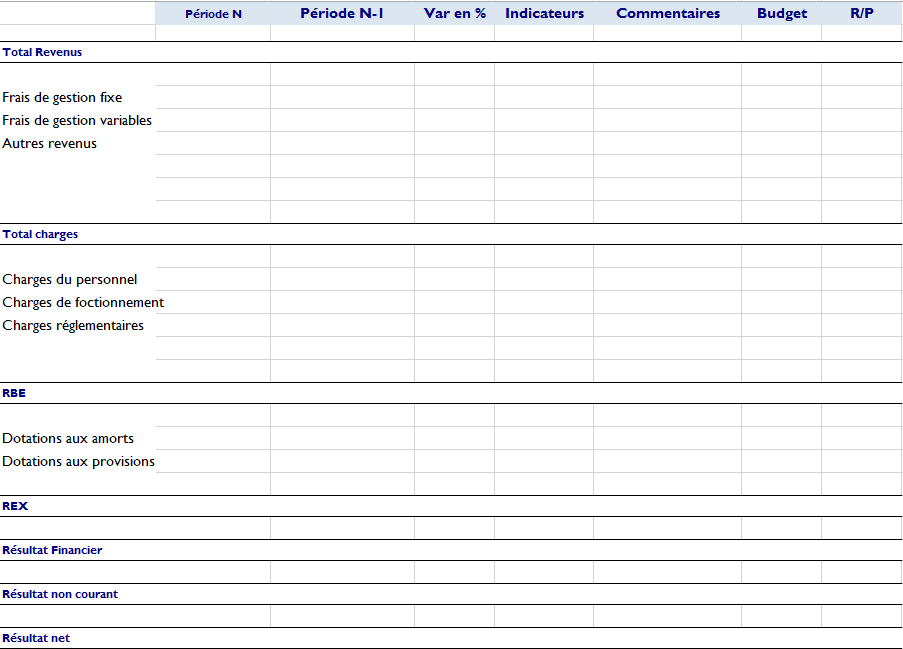 Période N Période N-1 Var en % Indicateurs Commentaires Budget R/P
Total Revenus
Frais de gestion fixe
Frais de gestion variables
Autres revenus
Total charges
Charges du personnel
Charges de foctionnement
Charges réglementaires
RBE
Dotations aux amorts
Dotations aux provisions
REX
Résultat Financier
Résultat non courant
Résultat net